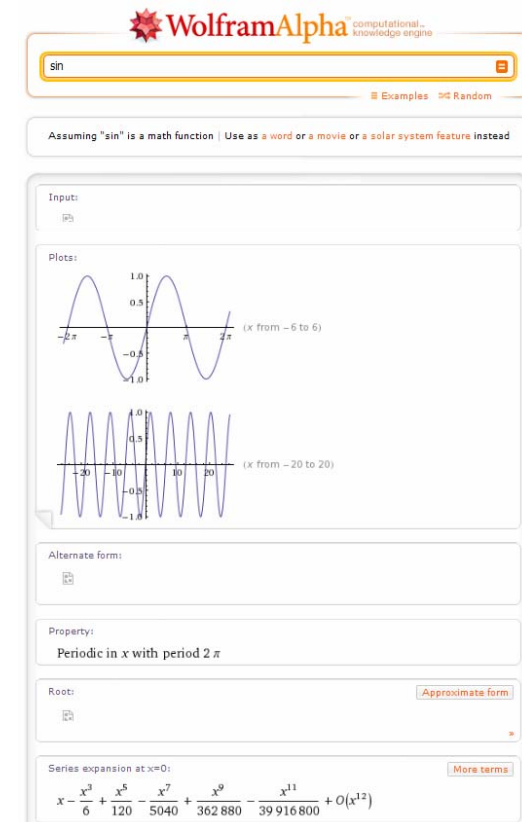 WolframAlpha computational... knowledge engine
sin
Examples Random
Assuming "sin" is a math function | Use as a word or a movie or a solar system feature instead
Input:
Plots:
1.0
0.5
-2 π -π π 2 π (x from -6 to 6)
-0.5
-1.0
1.0
0.5
-20 -10 10 20 (x from -20 to 20)
-0.5
-1.0
Alternate form:
Property:
Periodic in x with period 2 π
Root: Approximate form
Series expansion at x=0: More terms
x - x³/6 + x⁵/120 - x⁷/5040 + x⁹/362 880 - x¹¹/39 916 800 + O(x¹²)